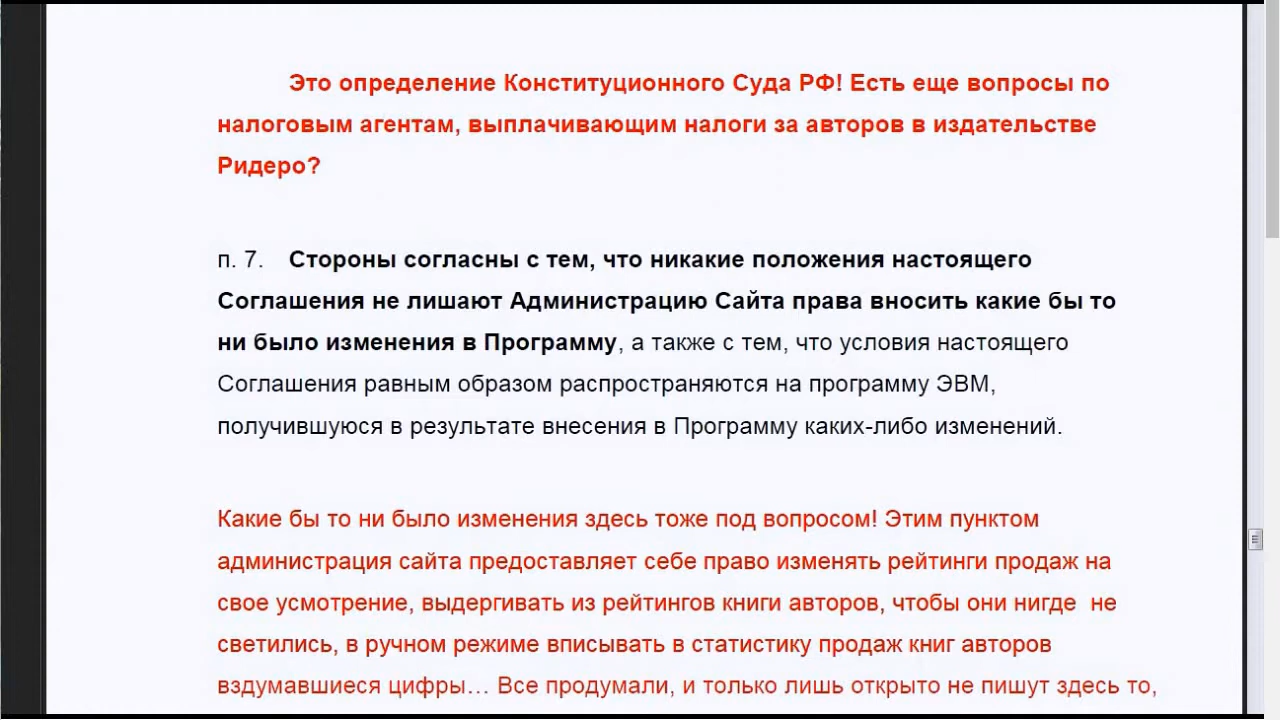 Это определение Конституционного Суда РФ! Есть еще вопросы по
налоговым агентам, выплачивающим налоги за авторов в издательстве
Ридеро?
п. 7. Стороны согласны с тем, что никакие положения настоящего
Соглашения не лишают Администрацию Сайта права вносить какие бы то
ни было изменения в Программу, а также с тем, что условия настоящего
Соглашения равным образом распространяются на программу ЭВМ,
получившуюся в результате внесения в Программу каких-либо изменений.
Какие бы то ни было изменения здесь тоже под вопросом! Этим пунктом
администрация сайта предоставляет себе право изменять рейтинги продаж на
свое усмотрение, выдергивать из рейтингов книги авторов, чтобы они нигде не
светились, в ручном режиме вписывать в статистику продаж книг авторов
вздумавшиеся цифры… Все продумали, и только лишь открыто не пишут здесь то,